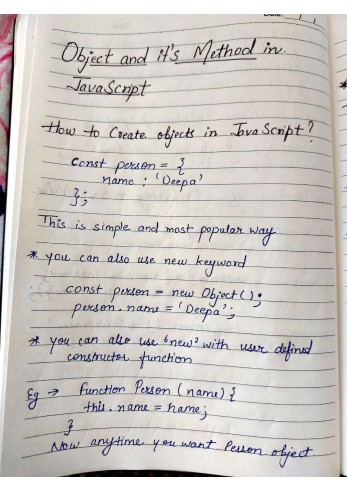 Date:
Object and it's Method in
JavaScript
How to Create objects in JavaScript?
const person = {
name : 'Deepa'
};
This is simple and most popular way
* you can also use new keyword
const person = new Object();
person.name = 'Deepa';
* you can also use 'new' with user defined
constructor function
Eg → function Person (name) {
this.name = name;
}
Now anytime you want Person object